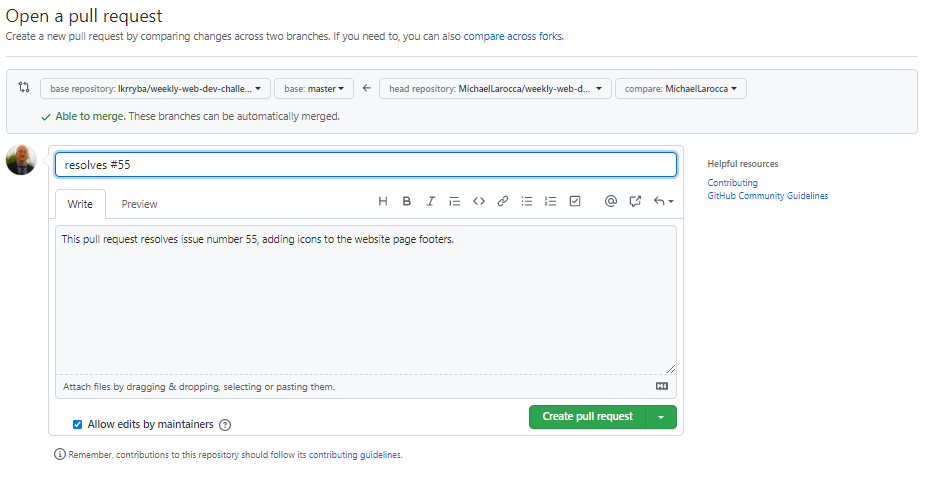 Open a pull request
Create a new pull request by comparing changes across two branches. If you need to, you can also compare across forks.
base repository: lkrryba/weekly-web-dev-challe... base: master head repository: MichaelLarocca/weekly-web-d... compare: MichaelLarocca
Able to merge. These branches can be automatically merged.
resolves #55
Helpful resources
Contributing
GitHub Community Guidelines
Write Preview H B I @
This pull request resolves issue number 55, adding icons to the website page footers.
Attach files by dragging & dropping, selecting or pasting them.
Create pull request
Allow edits by maintainers
Remember, contributions to this repository should follow its contributing guidelines.